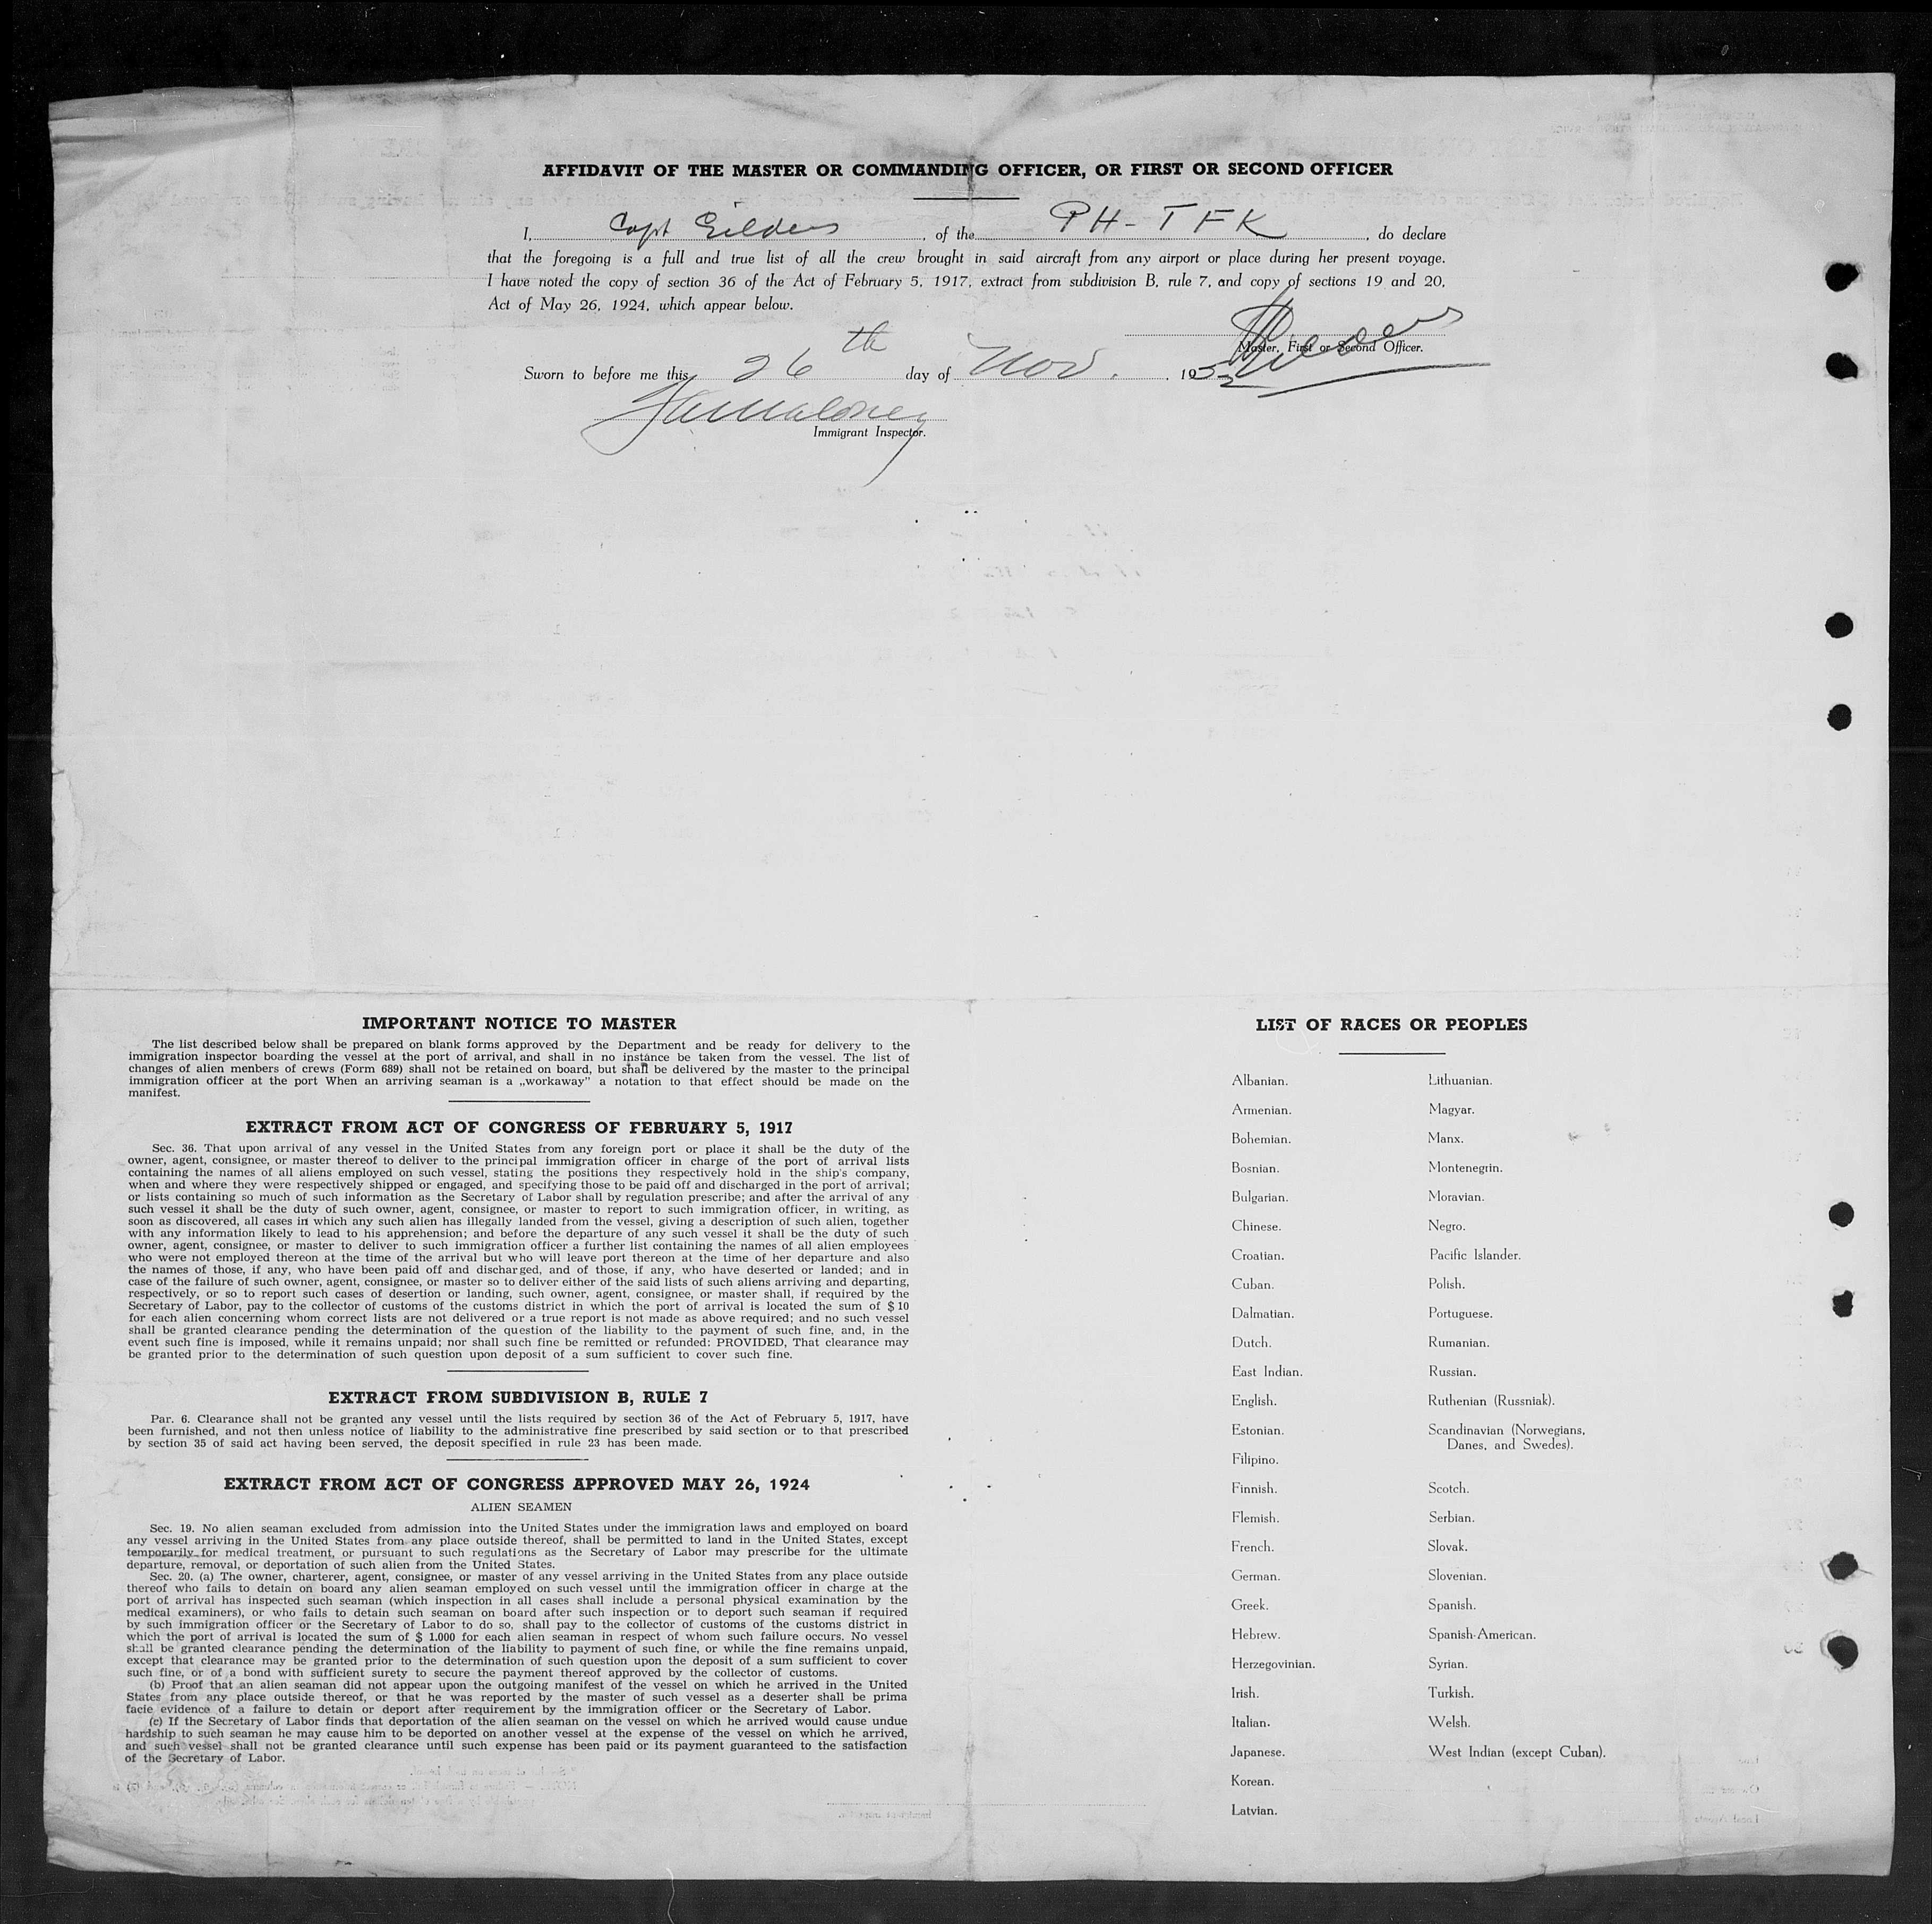 AFFIDAVIT OF THE MASTER OR COMMANDING OFFICER, OR FIRST OR SECOND OFFICER
I, Capt Gilders, of the PH-TFK, do declare
that the foregoing is a full and true list of all the crew brought in said aircraft from any airport or place during her present voyage.
I have noted the copy of section 36 of the Act of February 5, 1917, extract from subdivision B, rule 7, and copy of sections 19 and 20,
Act of May 26, 1924, which appear below.
Master, First or Second Officer.
Sworn to before me this 26th day of Nov., 1952
Immigrant Inspector.
IMPORTANT NOTICE TO MASTER
The list described below shall be prepared on blank forms approved by the Department and be ready for delivery to the
immigration inspector boarding the vessel at the port of arrival, and shall in no instance be taken from the vessel. The list of
changes of alien menbers of crews (Form 689) shall not be retained on board, but shall be delivered by the master to the principal
immigration officer at the port When an arriving seaman is a „workaway” a notation to that effect should be made on the
manifest.
EXTRACT FROM ACT OF CONGRESS OF FEBRUARY 5, 1917
Sec. 36. That upon arrival of any vessel in the United States from any foreign port or place it shall be the duty of the
owner, agent, consignee, or master thereof to deliver to the principal immigration officer in charge of the port of arrival lists
containing the names of all aliens employed on such vessel, stating the positions they respectively hold in the ship's company,
when and where they were respectively shipped or engaged, and specifying those to be paid off and discharged in the port of arrival;
or lists containing so much of such information as the Secretary of Labor shall by regulation prescribe; and after the arrival of any
such vessel it shall be the duty of such owner, agent, consignee, or master to report to such immigration officer, in writing, as
soon as discovered, all cases in which any such alien has illegally landed from the vessel, giving a description of such alien, together
with any information likely to lead to his apprehension; and before the departure of any such vessel it shall be the duty of such
owner, agent, consignee, or master to deliver to such immigration officer a further list containing the names of all alien employees
who were not employed thereon at the time of the arrival but who will leave port thereon at the time of her departure and also
the names of those, if any, who have been paid off and discharged, and of those, if any, who have deserted or landed; and in
case of the failure of such owner, agent, consignee, or master so to deliver either of the said lists of such aliens arriving and departing,
respectively, or so to report such cases of desertion or landing, such owner, agent, consignee, or master shall, if required by the
Secretary of Labor, pay to the collector of customs of the customs district in which the port of arrival is located the sum of $ 10
for each alien concerning whom correct lists are not delivered or a true report is not made as above required; and no such vessel
shall be granted clearance pending the determination of the question of the liability to the payment of such fine, and, in the
event such fine is imposed, while it remains unpaid; nor shall such fine be remitted or refunded: PROVIDED, That clearance may
be granted prior to the determination of such question upon deposit of a sum sufficient to cover such fine.
EXTRACT FROM SUBDIVISION B, RULE 7
Par. 6. Clearance shall not be granted any vessel until the lists required by section 36 of the Act of February 5, 1917, have
been furnished, and not then unless notice of liability to the administrative fine prescribed by said section or to that prescribed
by section 35 of said act having been served, the deposit specified in rule 23 has been made.
EXTRACT FROM ACT OF CONGRESS APPROVED MAY 26, 1924
ALIEN SEAMEN
Sec. 19. No alien seaman excluded from admission into the United States under the immigration laws and employed on board
any vessel arriving in the United States from any place outside thereof, shall be permitted to land in the United States, except
temporarily for medical treatment, or pursuant to such regulations as the Secretary of Labor may prescribe for the ultimate
departure, removal, or deportation of such alien from the United States.
Sec. 20. (a) The owner, charterer, agent, consignee, or master of any vessel arriving in the United States from any place outside
thereof who fails to detain on board any alien seaman employed on such vessel until the immigration officer in charge at the
port of arrival has inspected such seaman (which inspection in all cases shall include a personal physical examination by the
medical examiners), or who fails to detain such seaman on board after such inspection or to deport such seaman if required
by such immigration officer or the Secretary of Labor to do so, shall pay to the collector of customs of the customs district in
which the port of arrival is located the sum of $ 1.000 for each alien seaman in respect of whom such failure occurs. No vessel
shall be granted clearance pending the determination of the liability to payment of such fine, or while the fine remains unpaid,
except that clearance may be granted prior to the determination of such question upon the deposit of a sum sufficient to cover
such fine, or of a bond with sufficient surety to secure the payment thereof approved by the collector of customs.
(b) Proof that an alien seaman did not appear upon the outgoing manifest of the vessel on which he arrived in the United
States from any place outside thereof, or that he was reported by the master of such vessel as a deserter shall be prima
facie evidence of a failure to detain or deport after requirement by the immigration officer or the Secretary of Labor.
(c) If the Secretary of Labor finds that deportation of the alien seaman on the vessel on which he arrived would cause undue
hardship to such seaman he may cause him to be deported on another vessel at the expense of the vessel on which he arrived,
and such vessel shall not be granted clearance until such expense has been paid or its payment guaranteed to the satisfaction
of the Secretary of Labor.
LIST OF RACES OR PEOPLES
Albanian.
Armenian.
Bohemian.
Bosnian.
Bulgarian.
Chinese.
Croatian.
Cuban.
Dalmatian.
Dutch.
East Indian.
English.
Estonian.
Filipino.
Finnish.
Flemish.
French.
German.
Greek.
Hebrew.
Herzegovinian.
Irish.
Italian.
Japanese.
Korean.
Latvian.
Lithuanian.
Magyar.
Manx.
Montenegrin.
Moravian.
Negro.
Pacific Islander.
Polish.
Portuguese.
Rumanian.
Russian.
Ruthenian (Russniak).
Scandinavian (Norwegians,
Danes, and Swedes).
Scotch.
Serbian.
Slovak.
Slovenian.
Spanish.
Spanish-American.
Syrian.
Turkish.
Welsh.
West Indian (except Cuban).